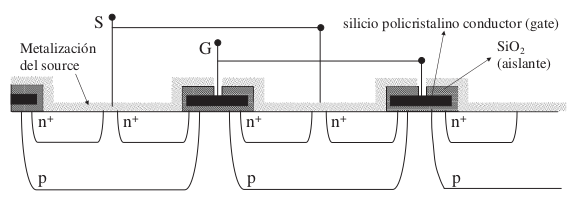 S
silicio policristalino conductor (gate)
Metalización
del source
G
SiO₂
(aislante)
n⁺ n⁺ n⁺ n⁺ n⁺
p p p